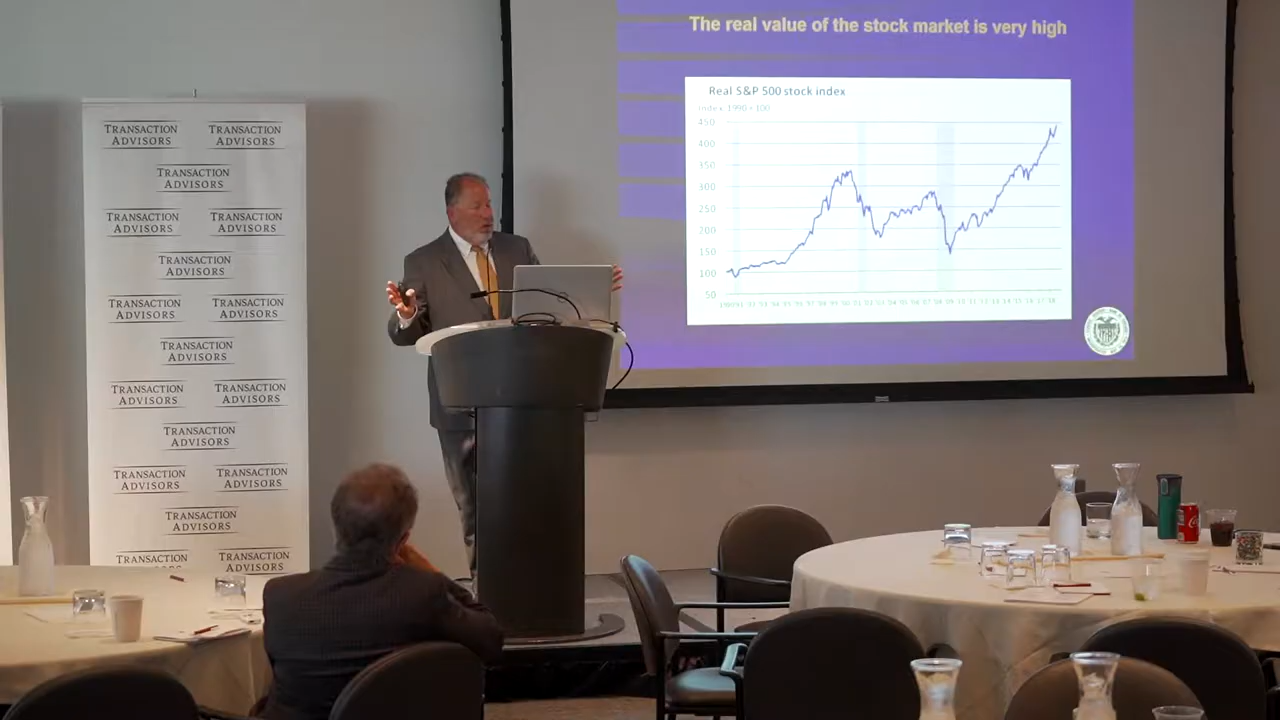 The real value of the stock market is very high
Real S&P 500 stock index
Index 1990 = 100
450
400
350
300
250
200
150
100
50
TRANSACTION
ADVISORS
TRANSACTION
ADVISORS
TRANSACTION
ADVISORS
TRANSACTION
ADVISORS
TRANSACTION
ADVISORS
TRANSACTION
ADVISORS
TRANSACTION
ADVISORS
TRANSACTION
ADVISORS
TRANSACTION
ADVISORS
TRANSACTION
ADVISORS
TRANSACTION
ADVISORS
TRANSACTION
ADVISORS
TRANSACTION
ADVISORS
TRANSACTION
ADVISORS
TRANSACTION
ADVISORS
TRANSACTION
ADVISORS
TRANSACTION
ADVISORS